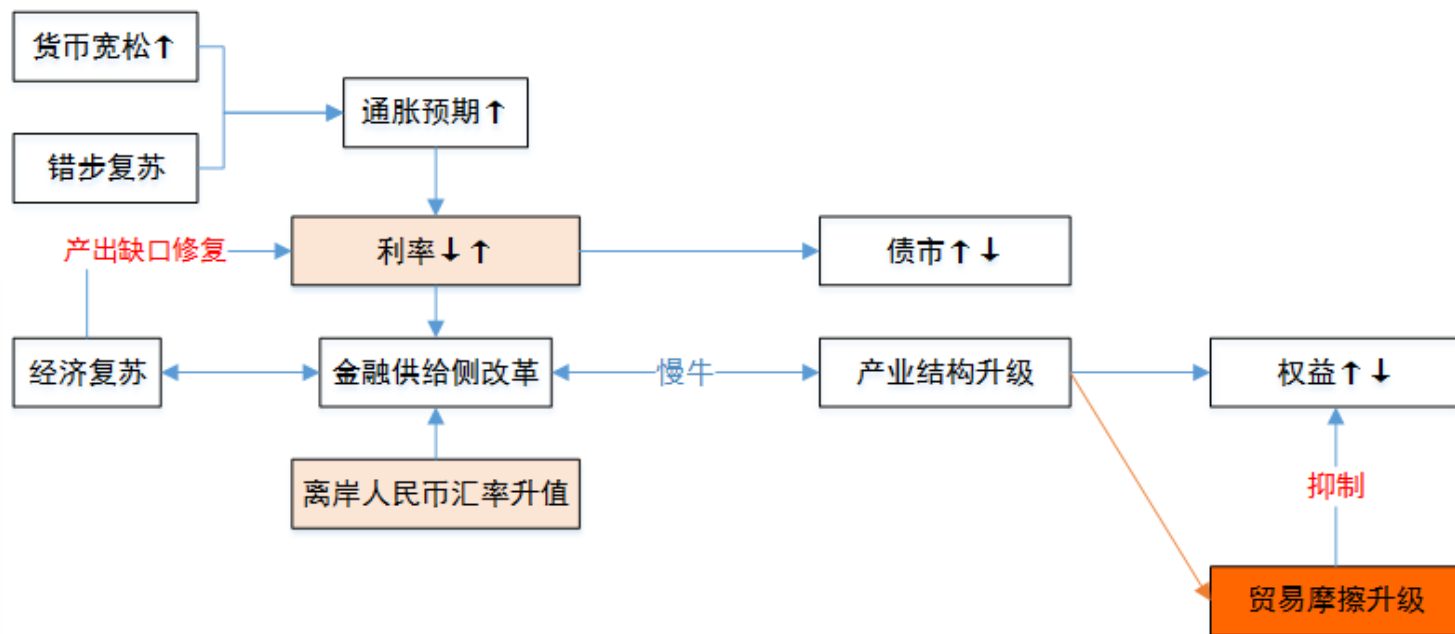 货币宽松↑
通胀预期↑
错步复苏
产出缺口修复
利率↓↑
债市↑↓
经济复苏
金融供给侧改革
慢牛
产业结构升级
权益↑↓
离岸人民币汇率升值
抑制
贸易摩擦升级